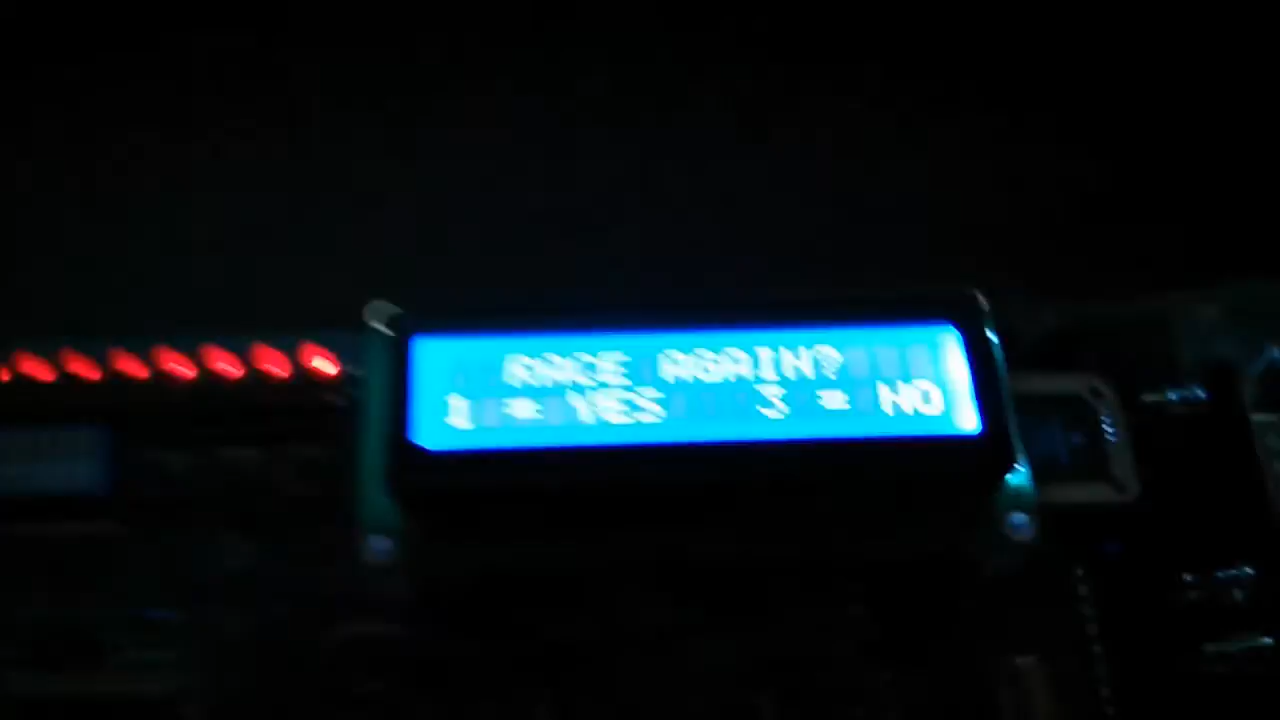 RACE AGAIN?
1 = YES 2 = NO